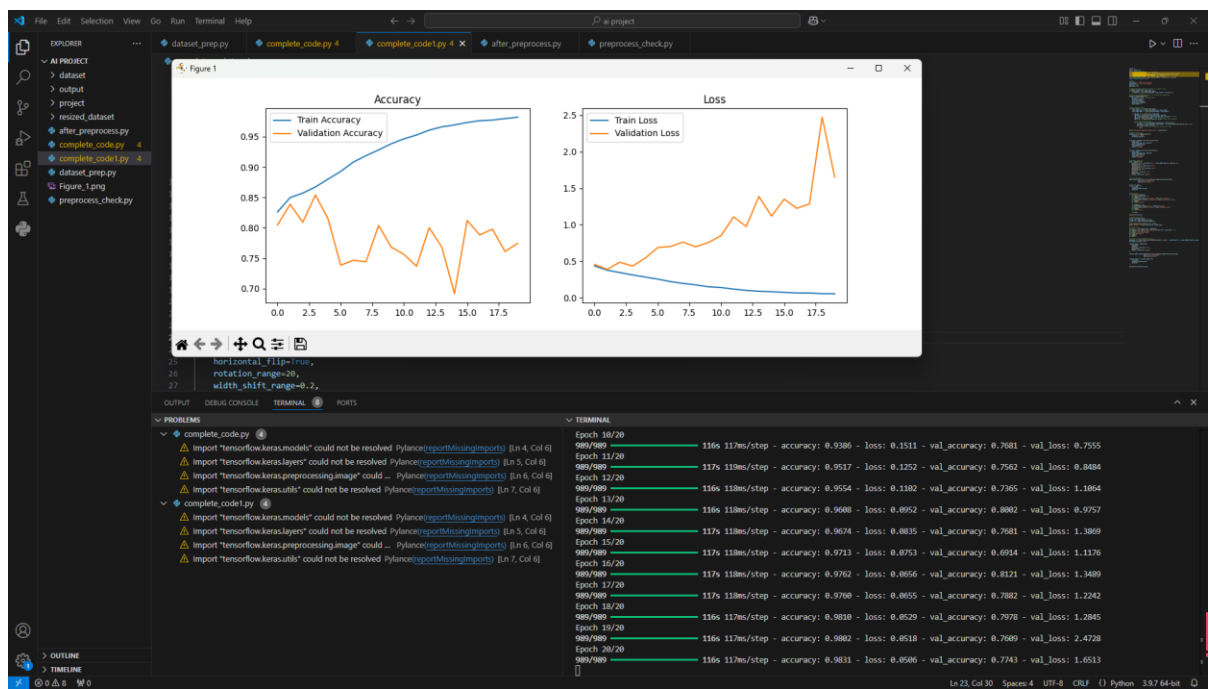 File Edit Selection View Go Run Terminal Help
ai project
EXPLORER
dataset_prep.py
complete_code.py 4
complete_code1.py 4
after_preprocess.py
preprocess_check.py
AI PROJECT
dataset
output
project
resized_dataset
after_preprocess.py
complete_code.py 4
complete_code1.py 4
dataset_prep.py
Figure_1.png
preprocess_check.py
Figure 1
Accuracy
Train Accuracy
Validation Accuracy
0.95
0.90
0.85
0.80
0.75
0.70
0.0 2.5 5.0 7.5 10.0 12.5 15.0 17.5
Loss
Train Loss
Validation Loss
2.5
2.0
1.5
1.0
0.5
0.0
0.0 2.5 5.0 7.5 10.0 12.5 15.0 17.5
25 horizontal_flip=True,
26 rotation_range=20,
27 width_shift_range=0.2,
OUTPUT DEBUG CONSOLE TERMINAL 8 PORTS
PROBLEMS
complete_code.py 4
Import "tensorflow.keras.models" could not be resolved Pylance(reportMissingImports) [Ln 4, Col 6]
Import "tensorflow.keras.layers" could not be resolved Pylance(reportMissingImports) [Ln 5, Col 6]
Import "tensorflow.keras.preprocessing.image" could ... Pylance(reportMissingImports) [Ln 6, Col 6]
Import "tensorflow.keras.utils" could not be resolved Pylance(reportMissingImports) [Ln 7, Col 6]
complete_code1.py 4
Import "tensorflow.keras.models" could not be resolved Pylance(reportMissingImports) [Ln 4, Col 6]
Import "tensorflow.keras.layers" could not be resolved Pylance(reportMissingImports) [Ln 5, Col 6]
Import "tensorflow.keras.preprocessing.image" could ... Pylance(reportMissingImports) [Ln 6, Col 6]
Import "tensorflow.keras.utils" could not be resolved Pylance(reportMissingImports) [Ln 7, Col 6]
TERMINAL
Epoch 10/20
989/989 116s 117ms/step - accuracy: 0.9386 - loss: 0.1511 - val_accuracy: 0.7681 - val_loss: 0.7555
Epoch 11/20
989/989 117s 119ms/step - accuracy: 0.9517 - loss: 0.1252 - val_accuracy: 0.7562 - val_loss: 0.8484
Epoch 12/20
989/989 116s 118ms/step - accuracy: 0.9554 - loss: 0.1102 - val_accuracy: 0.7365 - val_loss: 1.1064
Epoch 13/20
989/989 116s 118ms/step - accuracy: 0.9608 - loss: 0.0952 - val_accuracy: 0.8002 - val_loss: 0.9757
Epoch 14/20
989/989 117s 118ms/step - accuracy: 0.9674 - loss: 0.0835 - val_accuracy: 0.7681 - val_loss: 1.3869
Epoch 15/20
989/989 117s 118ms/step - accuracy: 0.9713 - loss: 0.0753 - val_accuracy: 0.6914 - val_loss: 1.1176
Epoch 16/20
989/989 117s 118ms/step - accuracy: 0.9762 - loss: 0.0656 - val_accuracy: 0.8121 - val_loss: 1.3489
Epoch 17/20
989/989 117s 118ms/step - accuracy: 0.9760 - loss: 0.0655 - val_accuracy: 0.7882 - val_loss: 1.2242
Epoch 18/20
989/989 116s 117ms/step - accuracy: 0.9810 - loss: 0.0529 - val_accuracy: 0.7978 - val_loss: 1.2845
Epoch 19/20
989/989 116s 117ms/step - accuracy: 0.9802 - loss: 0.0518 - val_accuracy: 0.7609 - val_loss: 2.4728
Epoch 20/20
989/989 116s 117ms/step - accuracy: 0.9831 - loss: 0.0506 - val_accuracy: 0.7743 - val_loss: 1.6513
OUTLINE
TIMELINE
0 8 0
Ln 23, Col 30 Spaces: 4 UTF-8 CRLF {} Python 3.9.7 64-bit